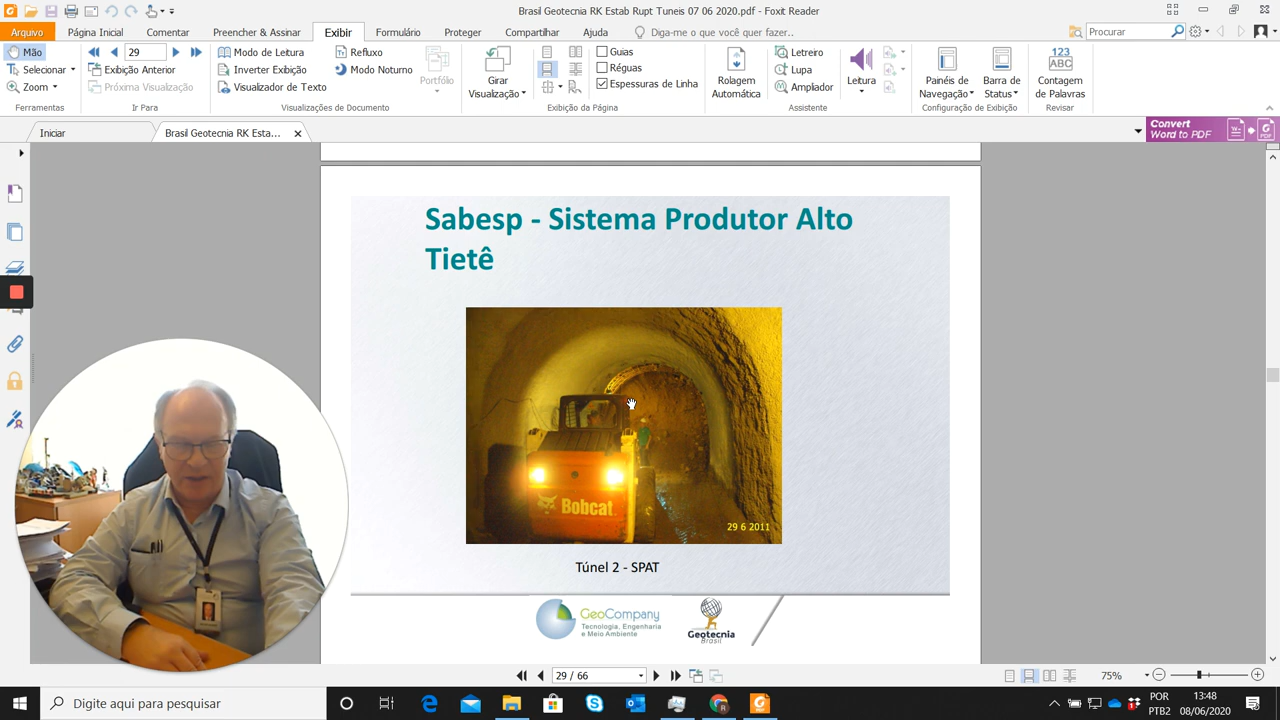 Brasil Geotecnia RK Estab Rupt Tuneis 07 06 2020.pdf - Foxit Reader
Arquivo Página Inicial Comentar Preencher & Assinar Exibir Formulário Proteger Compartilhar Ajuda Diga-me o que você quer fazer.. Procurar
Mão
Selecionar
Zoom
Ferramentas
29
Exibição Anterior
Próxima Visualização
Ir Para
Modo de Leitura
Inverter Exibição
Visualizador de Texto
Refluxo
Modo Noturno
Portfólio
Visualizações de Documento
Girar
Visualização
Guias
Réguas
Espessuras de Linha
Exibição da Página
Rolagem
Automática
Letreiro
Lupa
Ampliador
Assistente
Leitura
Painéis de
Navegação
Barra de
Status
Configuração de Exibição
123
ABC
Contagem
de Palavras
Revisar
Iniciar
Brasil Geotecnia RK Esta...
Convert
Word to PDF
PDF
Sabesp - Sistema Produtor Alto
Tietê
Bobcat
29 6 2011
Túnel 2 - SPAT
GeoCompany
Tecnologia, Engenharia
e Meio Ambiente
Geotecnia
Brasil
29 / 66
75%
Digite aqui para pesquisar
POR
PTB2
13:48
08/06/2020